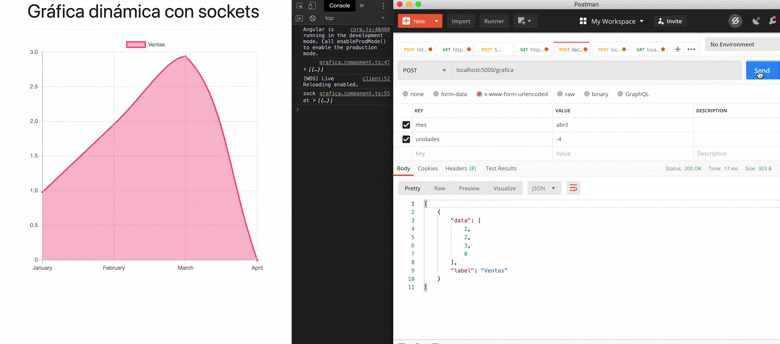 Gráfica dinámica con sockets
Ventas
3.0
2.5
2.0
1.5
1.0
0.5
0
January
February
March
April
Console
»
top
Angular is core.js:40480
running in the development
mode. Call enableProdMode()
to enable the production
mode.
grafica.component.ts:47
▸ [{…}]
[WDS] Live client:52
Reloading enabled.
sock grafica.component.ts:55
et ▸ [{…}]
Postman
New
Import
Runner
My Workspace
Invite
POST
GET
POST S...
GET
POST loc...
POST
GET
No Environment
POST
localhost:5000/grafica
Send
none
form-data
x-www-form-urlencoded
raw
binary
GraphQL
KEY
VALUE
DESCRIPTION
mes
abril
unidades
-4
Key
Value
Description
Body
Cookies
Headers (8)
Test Results
Status: 200 OK
Time: 17 ms
Size: 303 B
Pretty
Raw
Preview
Visualize
JSON
1 [
2 {
3 "data": [
4 1,
5 2,
6 3,
7 0
8 ],
9 "label": "Ventas"
10 }
11 ]